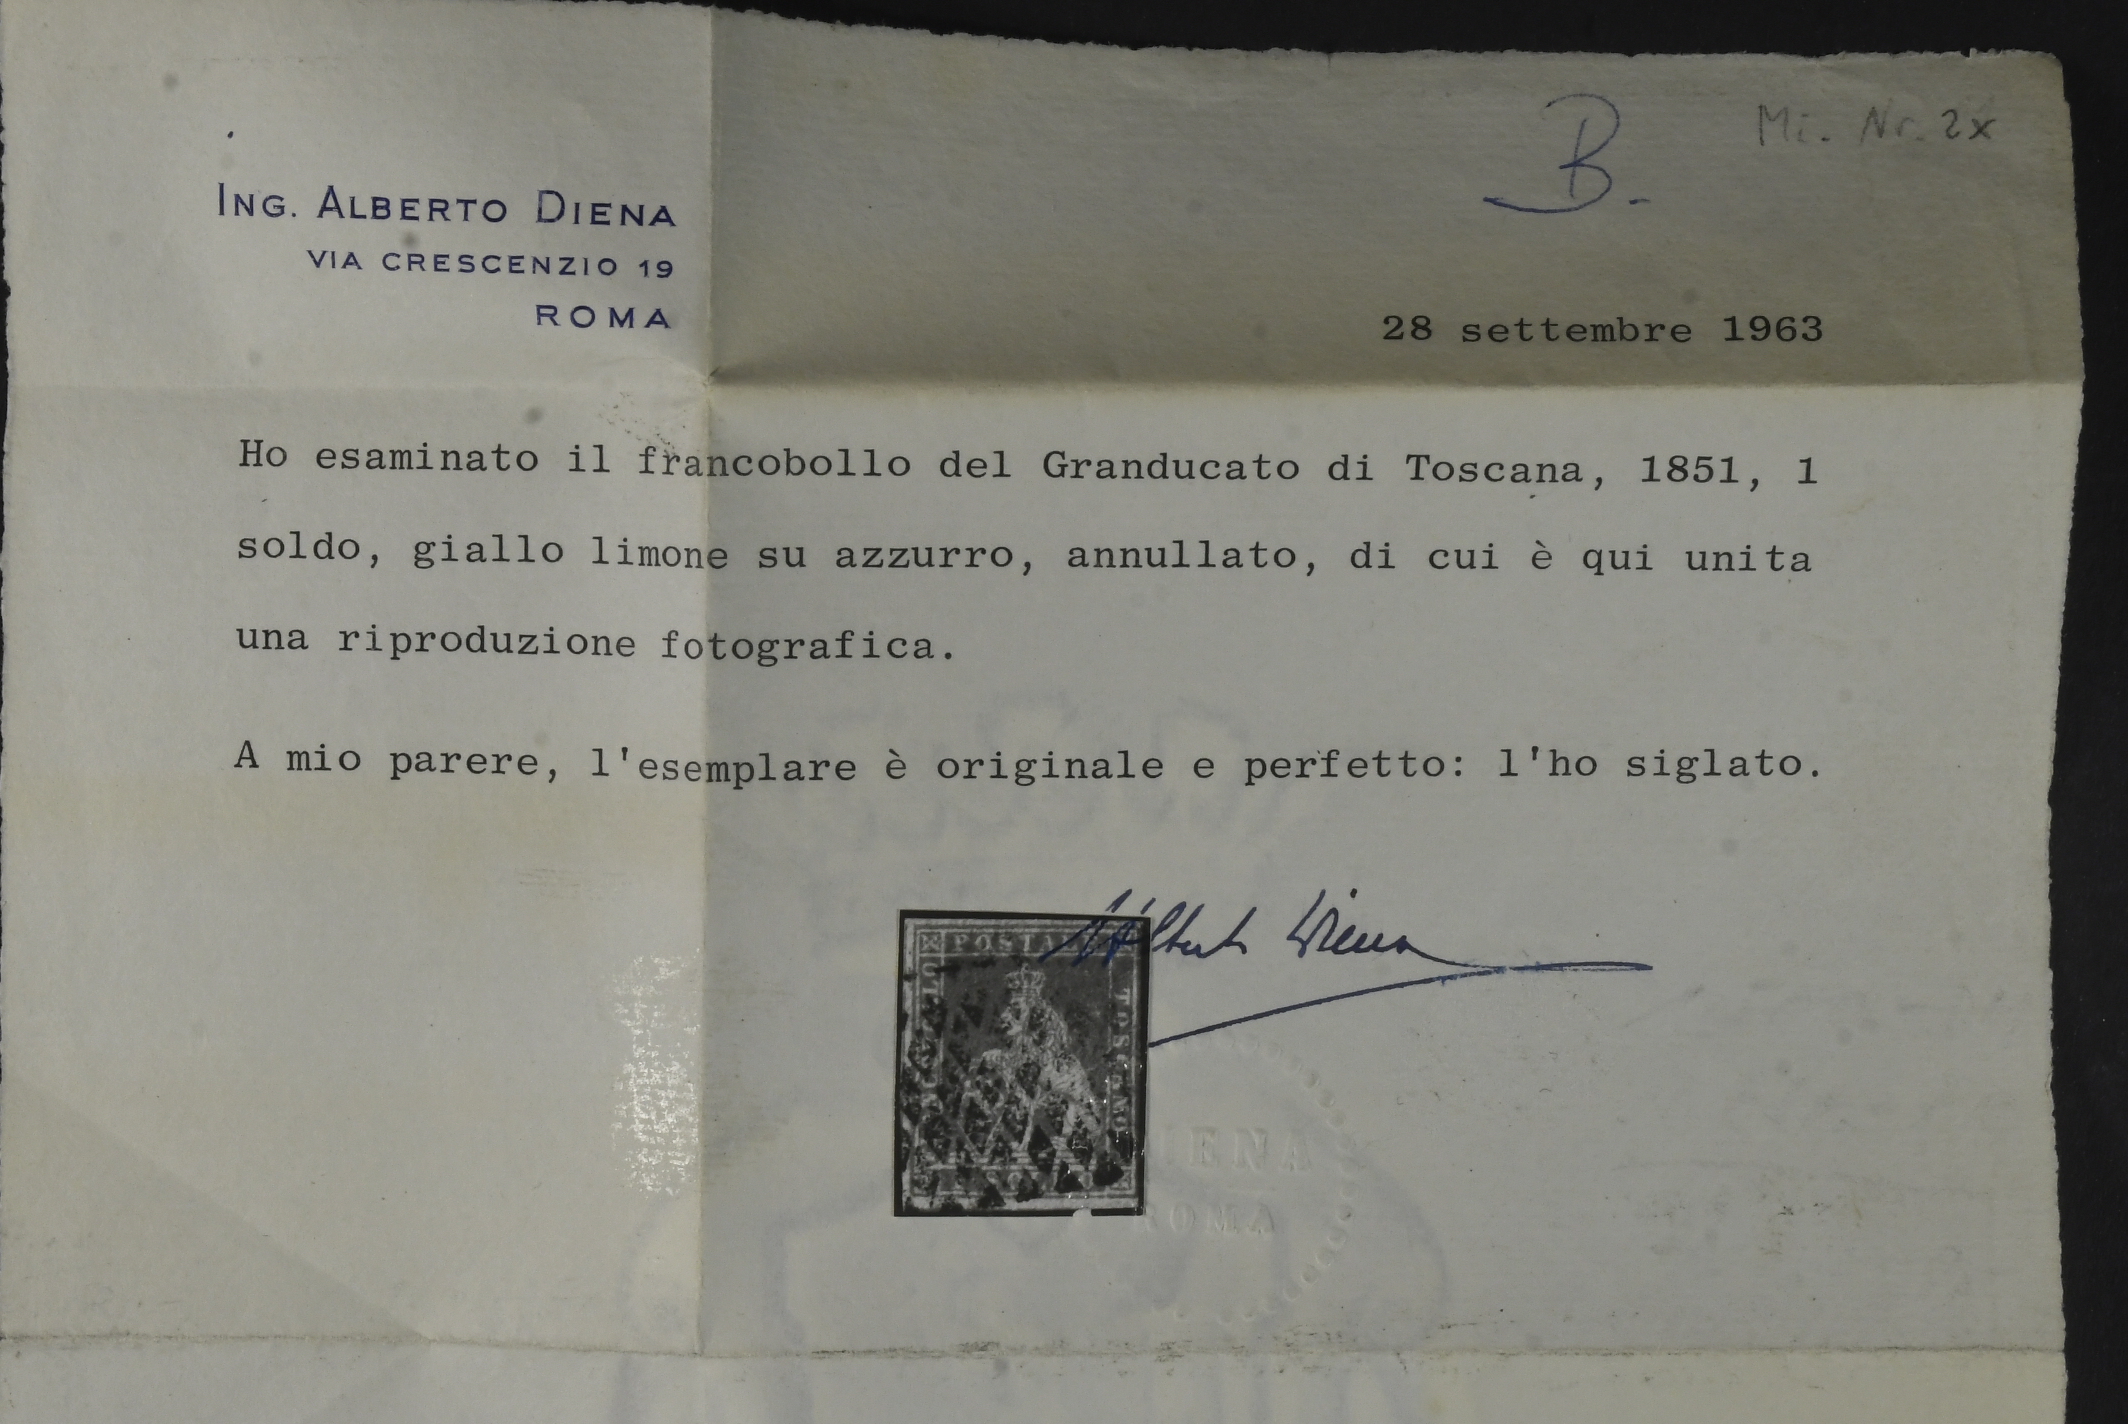 B.
Mi. Nr. 2x
ING. ALBERTO DIENA
VIA CRESCENZIO 19
ROMA
28 settembre 1963
Ho esaminato il francobollo del Granducato di Toscana, 1851, 1
soldo, giallo limone su azzurro, annullato, di cui è qui unita
una riproduzione fotografica.
A mio parere, l'esemplare è originale e perfetto: l'ho siglato.
Alberto Diena
TOSCANO
IENA
ROMA